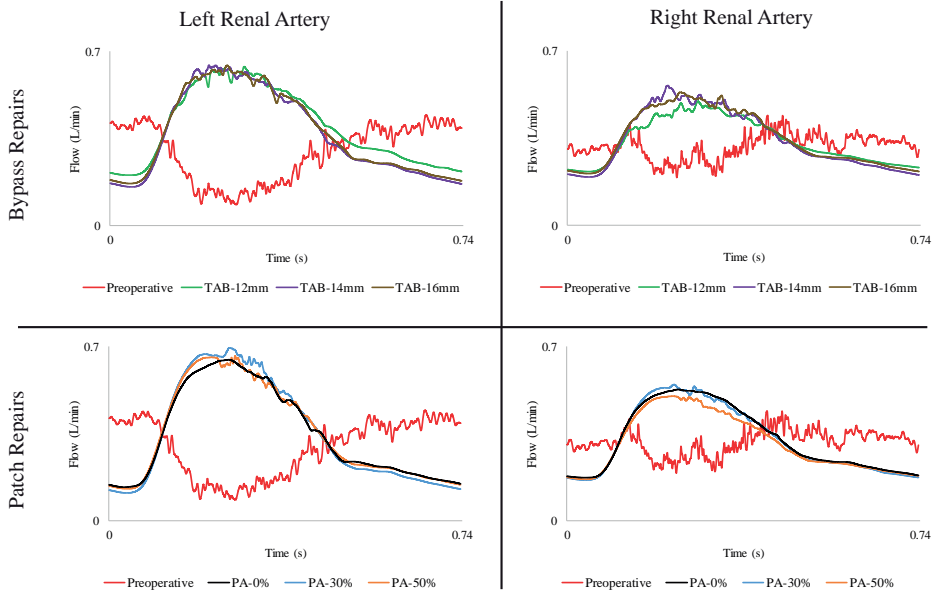 Left Renal Artery
Right Renal Artery
Bypass Repairs
0.7
Flow (L/min)
0
0
0.74
Time (s)
Preoperative TAB-12mm TAB-14mm TAB-16mm
0.7
Flow (L/min)
0
0
0.74
Time (s)
Preoperative TAB-12mm TAB-14mm TAB-16mm
Patch Repairs
0.7
Flow (L/min)
0
0
0.74
Time (s)
Preoperative PA-0% PA-30% PA-50%
0.7
Flow (L/min)
0
0
0.74
Time (s)
Preoperative PA-0% PA-30% PA-50%